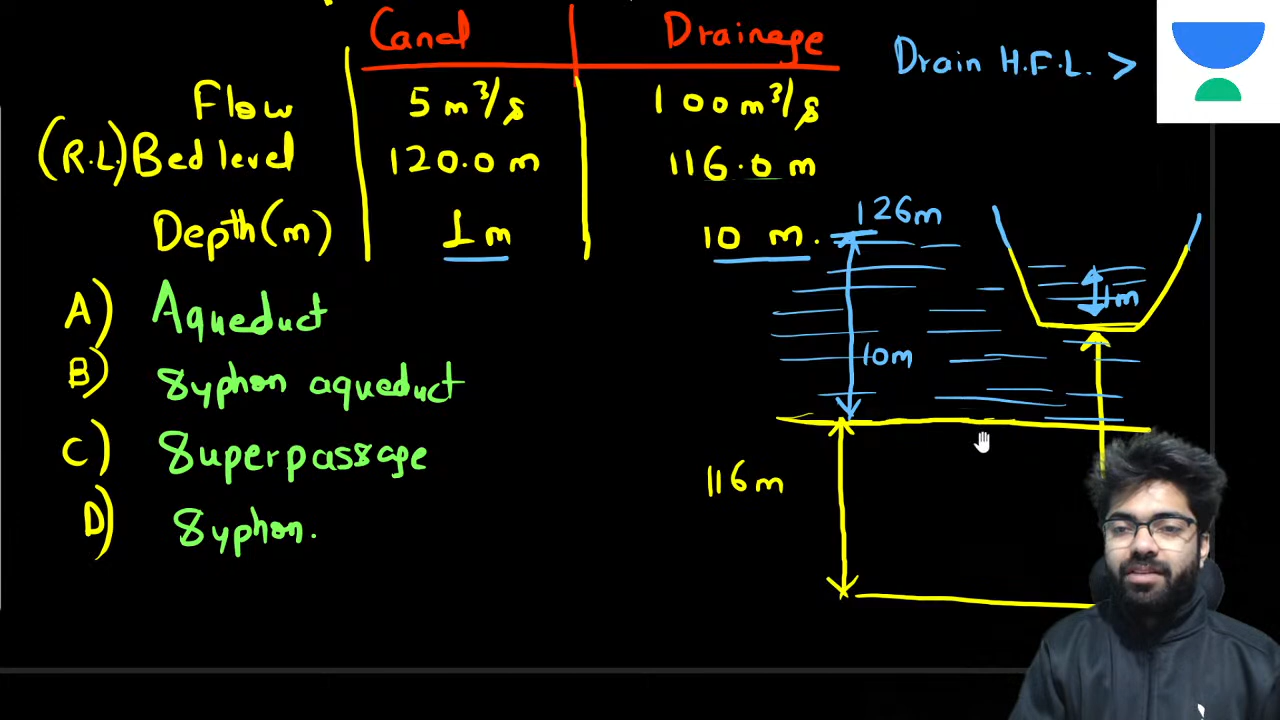 Canal Drainage
Drain H.F.L. >
Flow 5 m³/s 100 m³/s
(R.L.) Bed level 120.0 m 116.0 m
Depth(m) 1 m 10 m.
126m
A) Aqueduct
1m
10m
B) Syphon aqueduct
C) Superpassage
116m
D) Syphon.